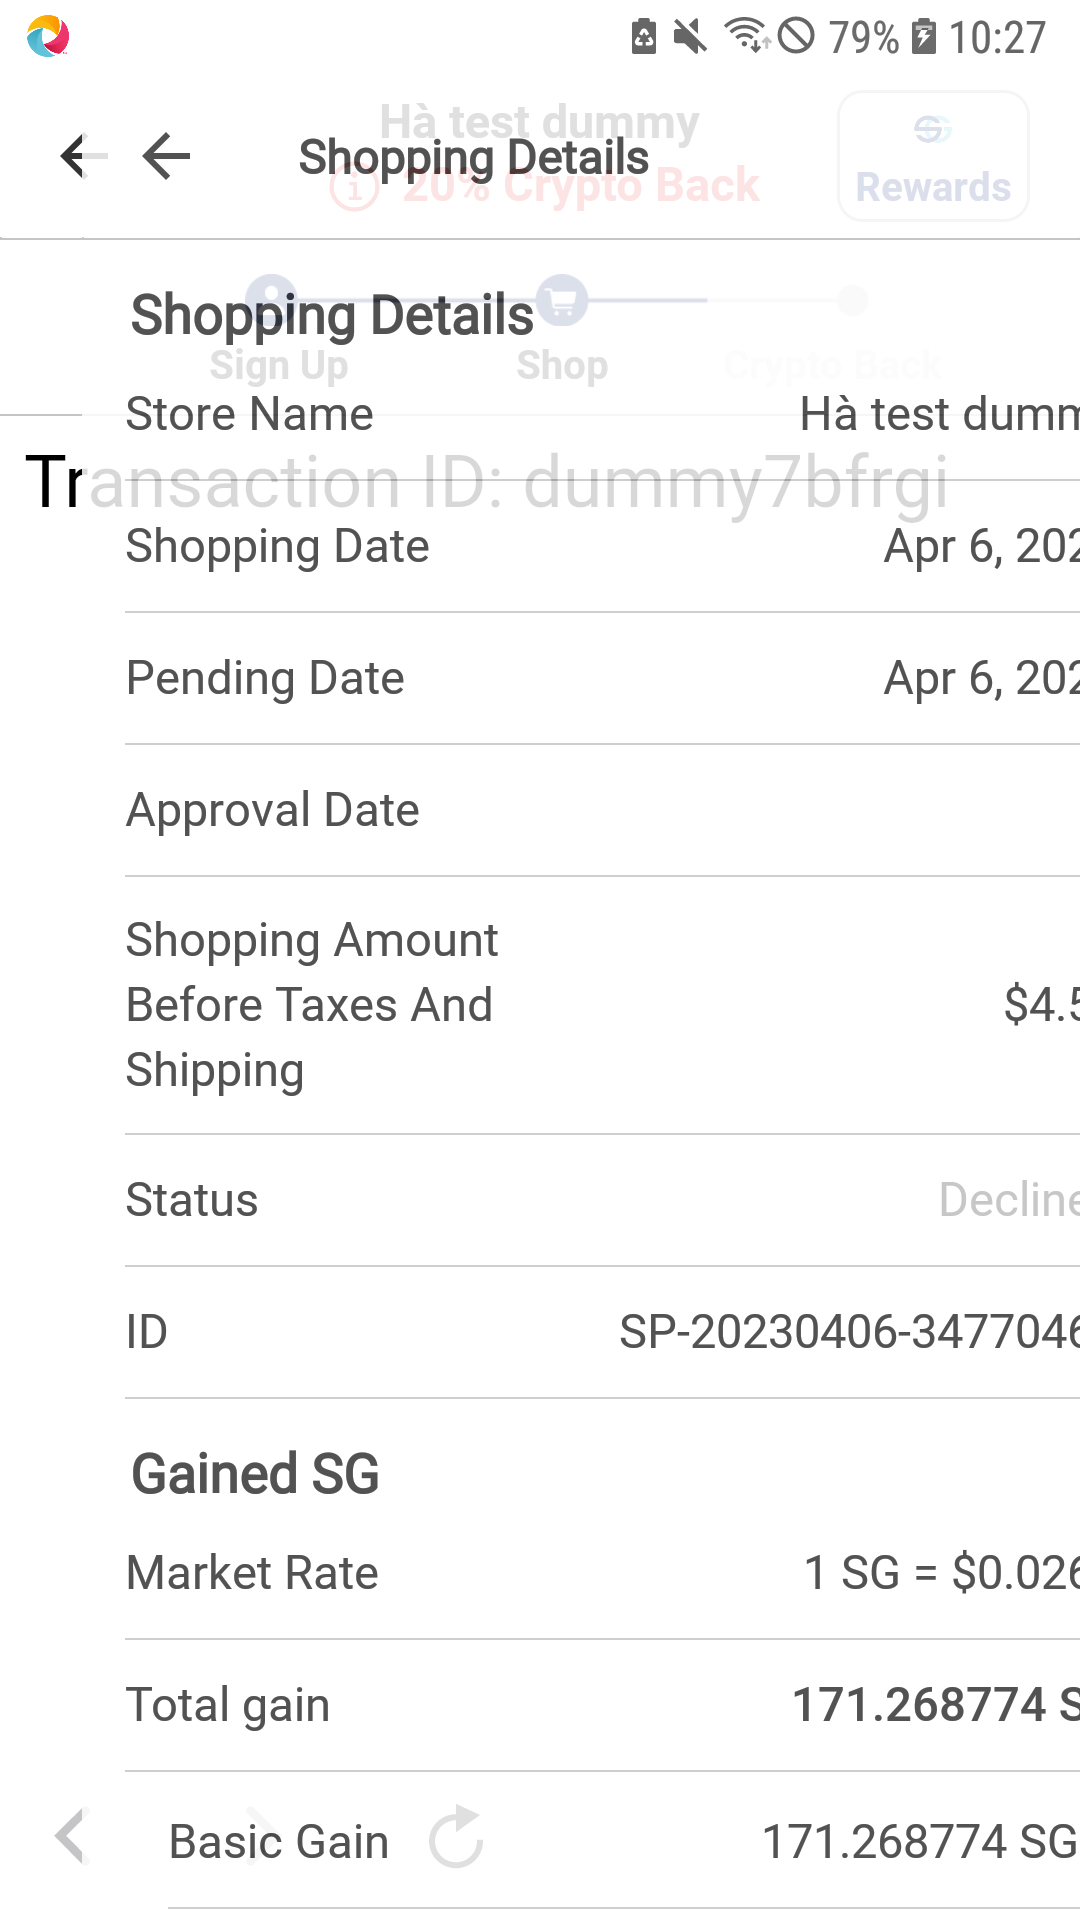 79% 10:27
Hà test dummy
Shopping Details
20% Crypto Back
Rewards
Shopping Details
Sign Up
Shop
Crypto Back
Store Name
Hà test dumm
Transaction ID: dummy7bfrgi
Shopping Date
Apr 6, 202
Pending Date
Apr 6, 202
Approval Date
Shopping Amount
Before Taxes And
Shipping
$4.5
Status
Decline
ID
SP-20230406-3477046
Gained SG
Market Rate
1 SG = $0.026
Total gain
171.268774 S
Basic Gain
171.268774 SG